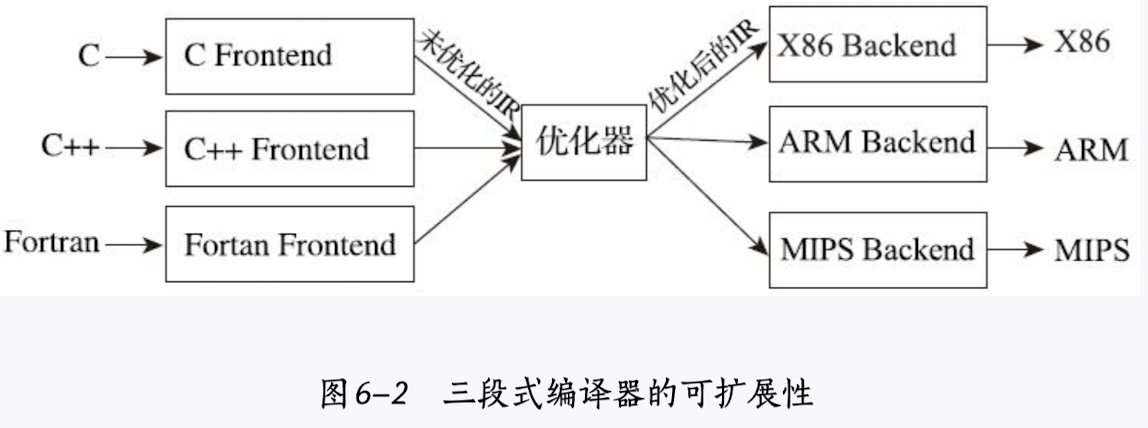 C
C Frontend
未优化的IR
优化后的IR
X86 Backend
X86
C++
C++ Frontend
优化器
ARM Backend
ARM
Fortran
Fortan Frontend
MIPS Backend
MIPS
图6–2 三段式编译器的可扩展性